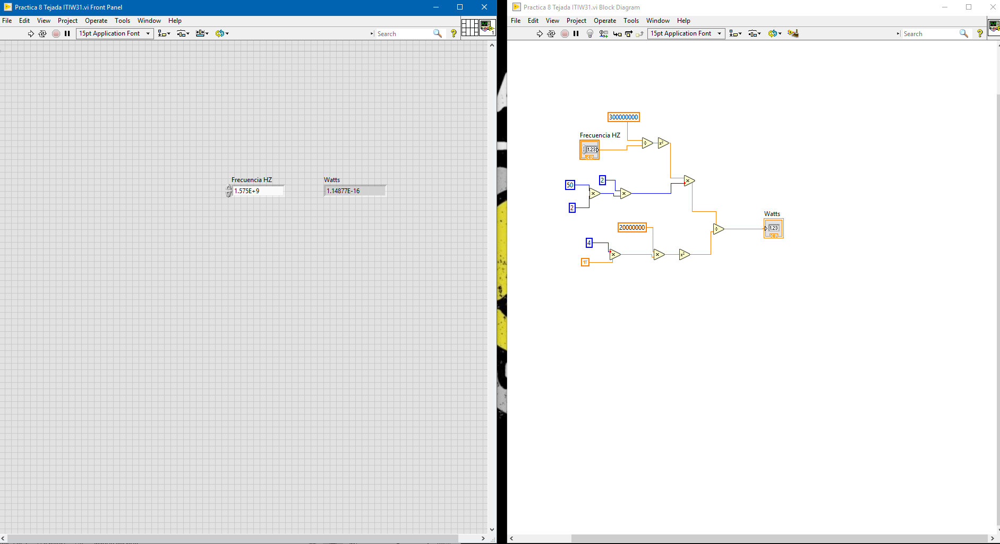 Practica 8 Tejada ITIW31.vi Front Panel
File Edit View Project Operate Tools Window Help
15pt Application Font
Search
?
1
Frecuencia HZ
1.575E+9
Watts
1.14877E-16
Practica 8 Tejada ITIW31.vi Block Diagram
File Edit View Project Operate Tools Window Help
15pt Application Font
Search
?
300000000
Frecuencia HZ
1.23
DBL
÷
x²
50
2
×
×
×
2
Watts
1.23
DBL
÷
20000000
4
×
×
x²
π